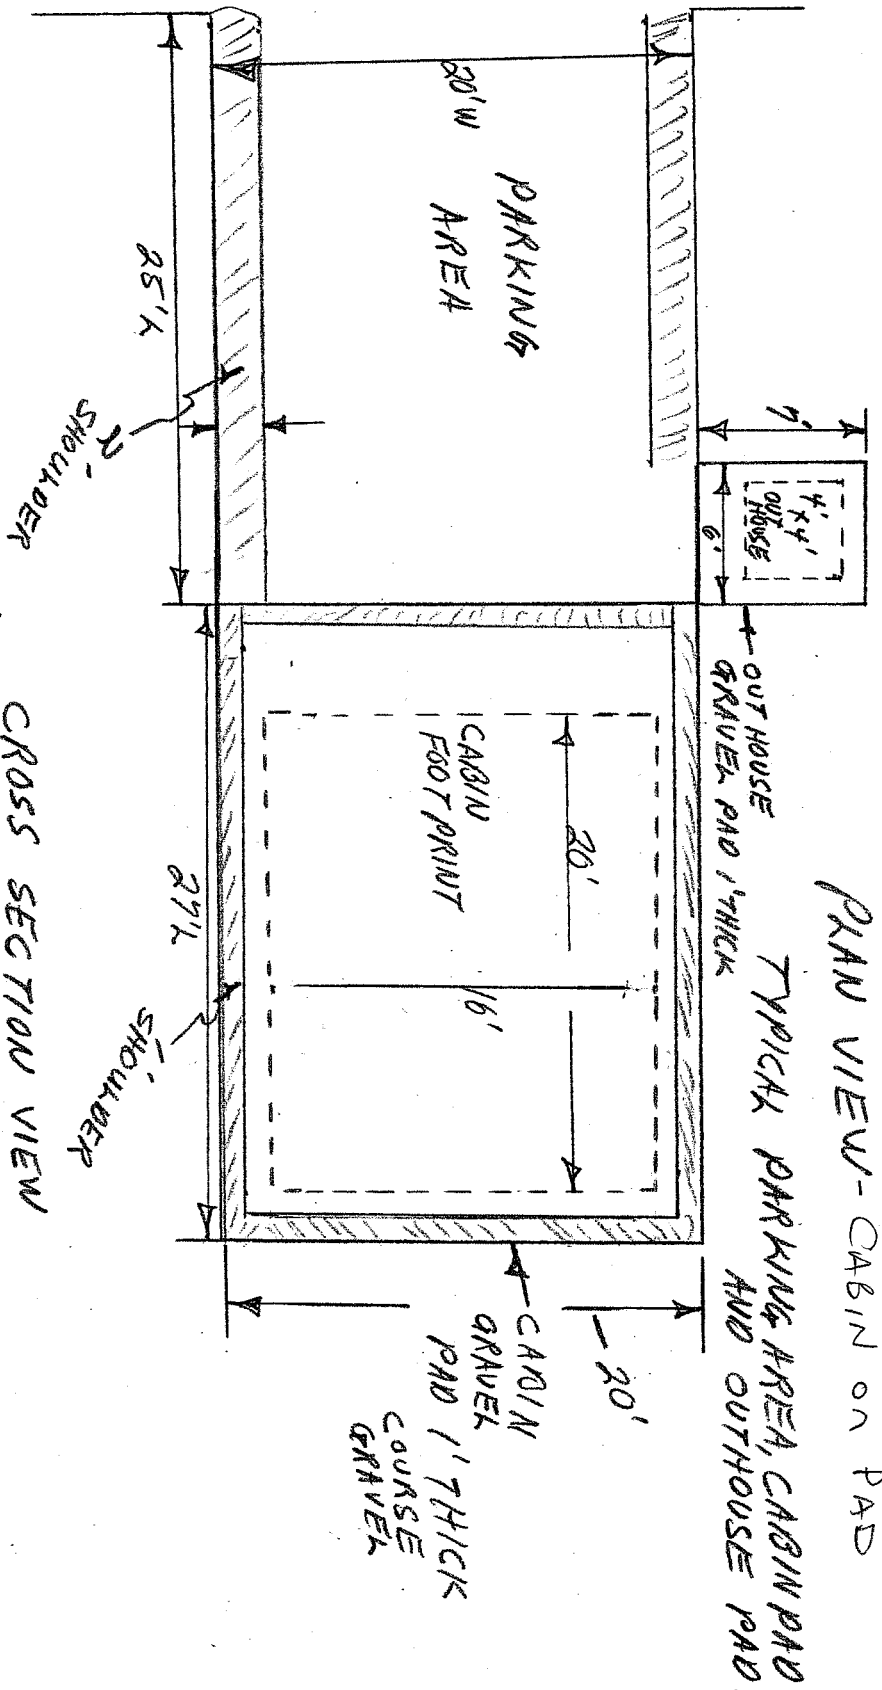 PLAN VIEW - CABIN on PAD
TYPICAL PARKING AREA, CABIN PAD
AND OUTHOUSE PAD
7'
4'
x 4'
OUT
HOUSE
6'
OUT HOUSE
GRAVEL PAD 1' THICK
20'W
PARKING
AREA
25'L
2'
SHOULDER
CABIN
FOOTPRINT
20'
16'
20'
CABIN
GRAVEL
PAD 1' THICK
COURSE
GRAVEL
27'L
1'
SHOULDER
CROSS SECTION VIEW